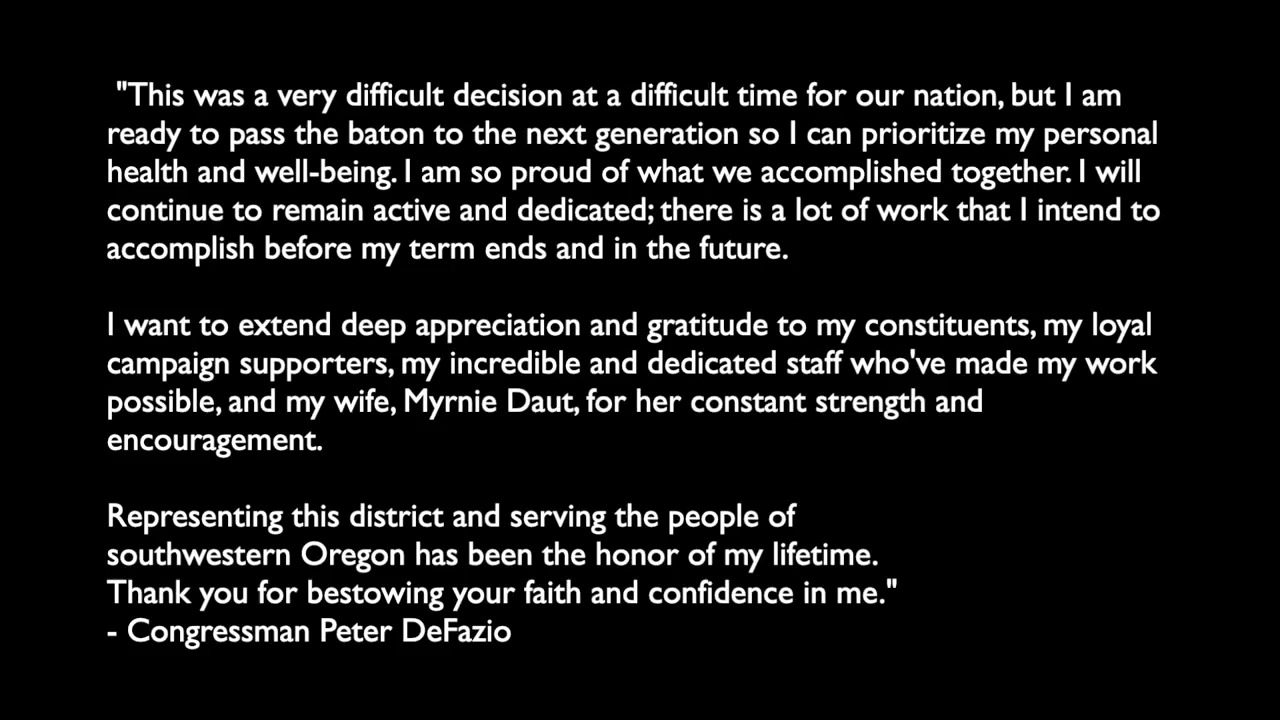 "This was a very difficult decision at a difficult time for our nation, but I am
ready to pass the baton to the next generation so I can prioritize my personal
health and well-being. I am so proud of what we accomplished together. I will
continue to remain active and dedicated; there is a lot of work that I intend to
accomplish before my term ends and in the future.
I want to extend deep appreciation and gratitude to my constituents, my loyal
campaign supporters, my incredible and dedicated staff who've made my work
possible, and my wife, Myrnie Daut, for her constant strength and
encouragement.
Representing this district and serving the people of
southwestern Oregon has been the honor of my lifetime.
Thank you for bestowing your faith and confidence in me."
- Congressman Peter DeFazio